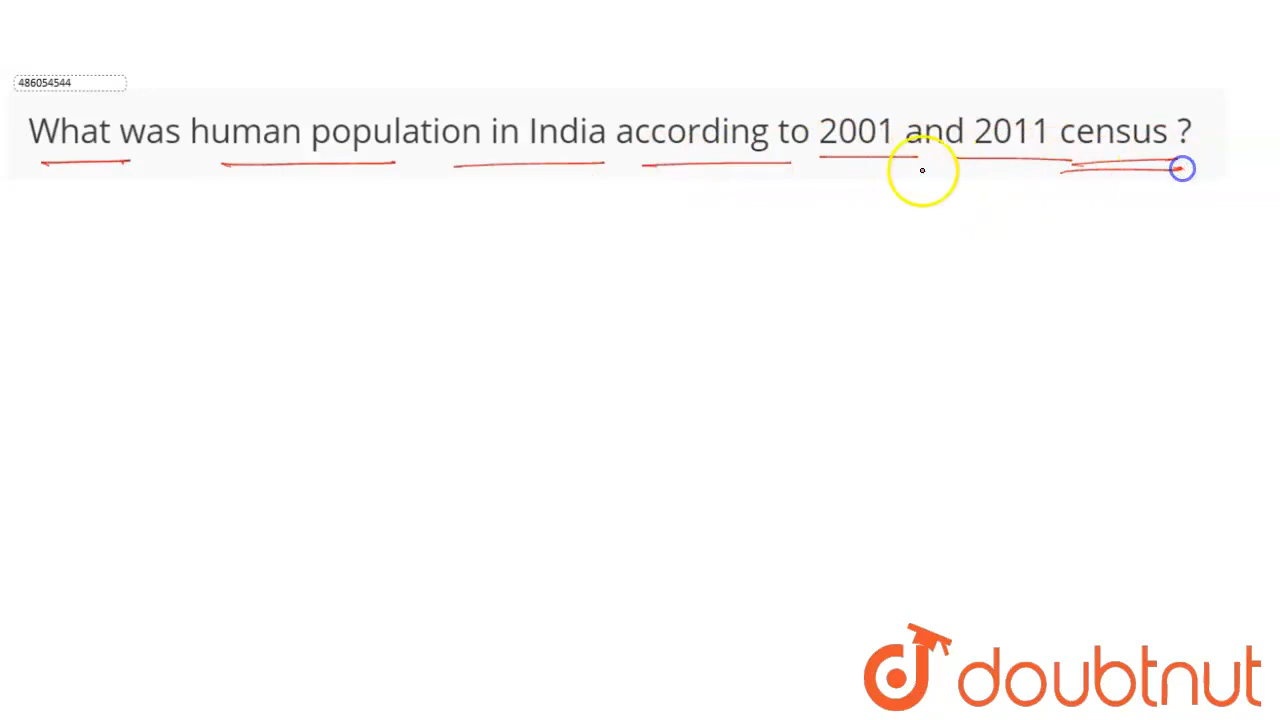 486054544
What was human population in India according to 2001 and 2011 census ?
doubtnut